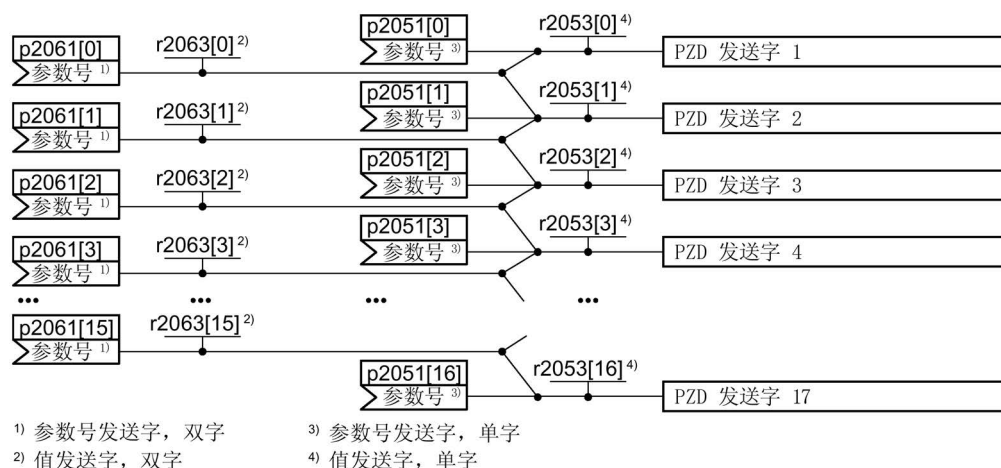 p2051[0]
r2053[0] 4)
p2061[0]
r2063[0] 2)
参数号 3)
PZD 发送字 1
参数号 1)
p2051[1]
r2053[1] 4)
p2061[1]
r2063[1] 2)
参数号 3)
PZD 发送字 2
参数号 1)
p2051[2]
r2053[2] 4)
p2061[2]
r2063[2] 2)
参数号 3)
PZD 发送字 3
参数号 1)
p2051[3]
r2053[3] 4)
p2061[3]
r2063[3] 2)
参数号 3)
PZD 发送字 4
参数号 1)
... ... ... ...
p2061[15]
r2063[15] 2)
参数号 1)
p2051[16]
r2053[16] 4)
参数号 3)
PZD 发送字 17
1) 参数号发送字，双字
3) 参数号发送字，单字
2) 值发送字，双字
4) 值发送字，单字